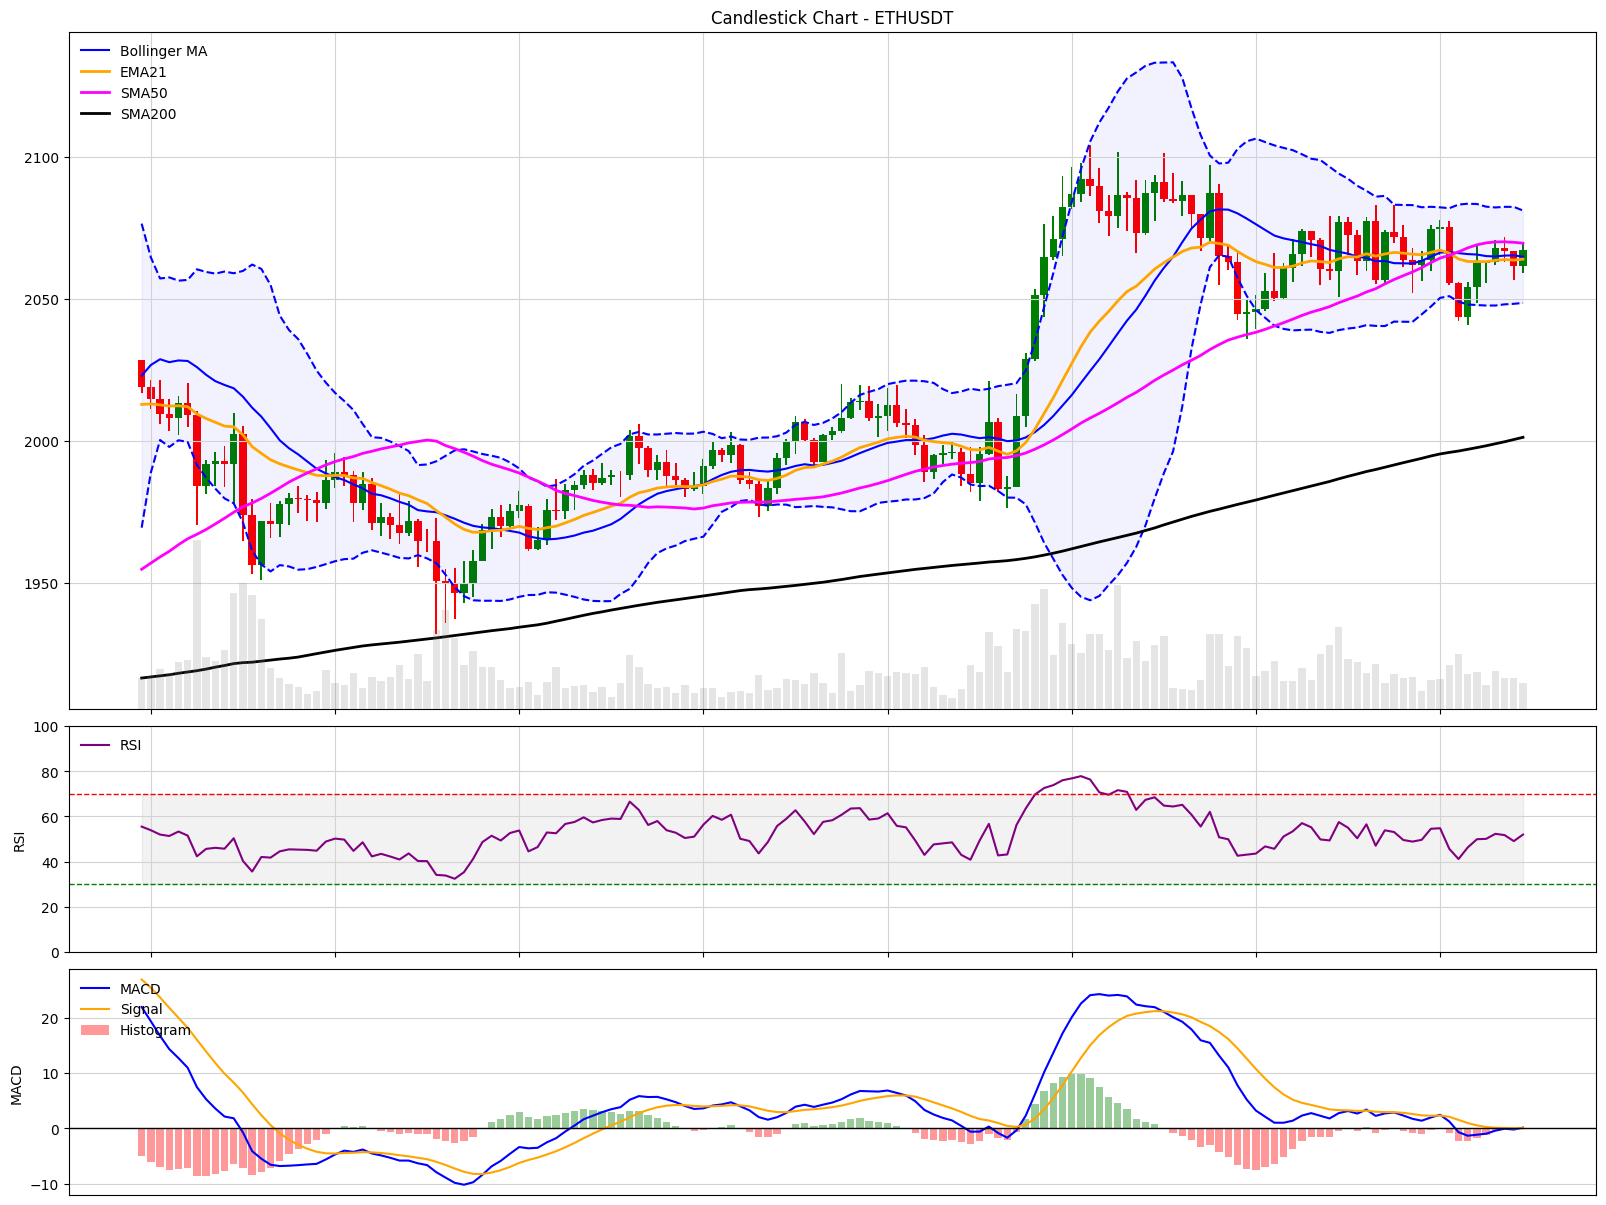 Candlestick Chart - ETHUSDT
Bollinger MA
EMA21
SMA50
SMA200
2100
2050
2000
1950
RSI
100
80
60
40
20
0
RSI
MACD
Signal
Histogram
20
10
0
−10
MACD